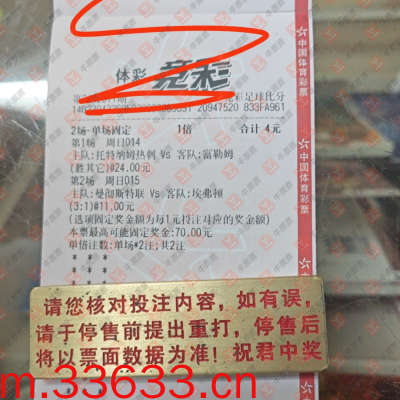 体彩 竞彩
20947520 833FA961
2场-单场固定 1倍 合计 4元
第1场 周日014
主队:托特纳姆热刺 Vs 客队:富勒姆
(胜其它)@24.00元
第2场 周日015
主队:曼彻斯特联 Vs 客队:埃弗顿
(3:1)@11.00元
(选项固定奖金额为每1元投注对应的奖金额)
本票最高可能固定奖金:70.00元
单倍注数:单场*2注;共2注
中国体育彩票
中国体育彩票
中国体育彩票
请您核对投注内容，如有误，
请于停售前提出重打，停售后
将以票面数据为准！祝君中奖
m.33633.cn